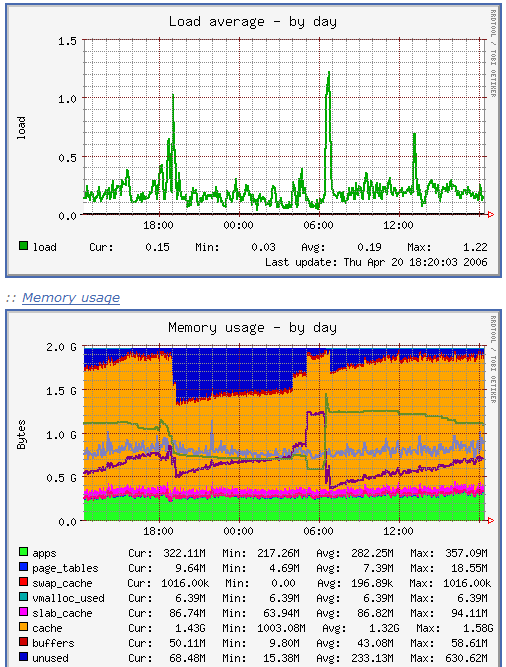 Load average - by day
RRDTOOL / TOBI OETIKER
load
1.5
1.0
0.5
0.0
18:00 00:00 06:00 12:00
load Cur: 0.15 Min: 0.03 Avg: 0.19 Max: 1.22
Last update: Thu Apr 20 18:20:03 2006
:: Memory usage
Memory usage - by day
RRDTOOL / TOBI OETIKER
Bytes
2.0 G
1.5 G
1.0 G
0.5 G
0.0
18:00 00:00 06:00 12:00
apps Cur: 322.11M Min: 217.26M Avg: 282.25M Max: 357.09M
page_tables Cur: 9.64M Min: 4.69M Avg: 7.39M Max: 18.55M
swap_cache Cur: 1016.00k Min: 0.00 Avg: 196.89k Max: 1016.00k
vmalloc_used Cur: 6.39M Min: 6.39M Avg: 6.39M Max: 6.39M
slab_cache Cur: 86.74M Min: 63.94M Avg: 86.82M Max: 94.11M
cache Cur: 1.43G Min: 1003.08M Avg: 1.32G Max: 1.58G
buffers Cur: 50.11M Min: 9.80M Avg: 43.08M Max: 58.61M
unused Cur: 68.48M Min: 15.38M Avg: 233.13M Max: 630.62M